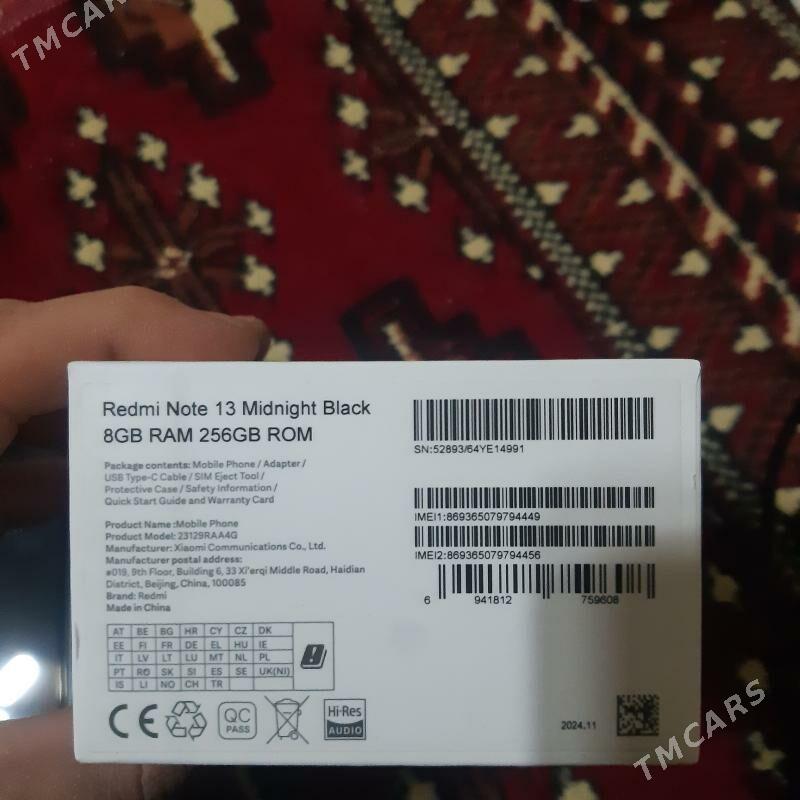 TMCARS
Redmi Note 13 Midnight Black
8GB RAM 256GB ROM
Package contents: Mobile Phone / Adapter /
USB Type-C Cable / SIM Eject Tool /
Protective Case / Safety Information /
Quick Start Guide and Warranty Card
Product Name :Mobile Phone
Product Model: 23129RAA4G
Manufacturer: Xiaomi Communications Co., Ltd.
Manufacturer postal address:
#019, 9th Floor, Building 6, 33 Xi'erqi Middle Road, Haidian
District, Beijing, China, 100085
Brand: Redmi
Made in China
SN:52893/64YE14991
IMEI1:869365079794449
IMEI2:869365079794456
6 941812 759608
AT BE BG HR CY CZ DK
EE FI FR DE EL HU IE
IT LV LT LU MT NL PL
PT RO SK SI ES SE UK(NI)
IS LI NO CH TR
CE
QC
PASS
Hi-Res
AUDIO
2024.11
TMCARS